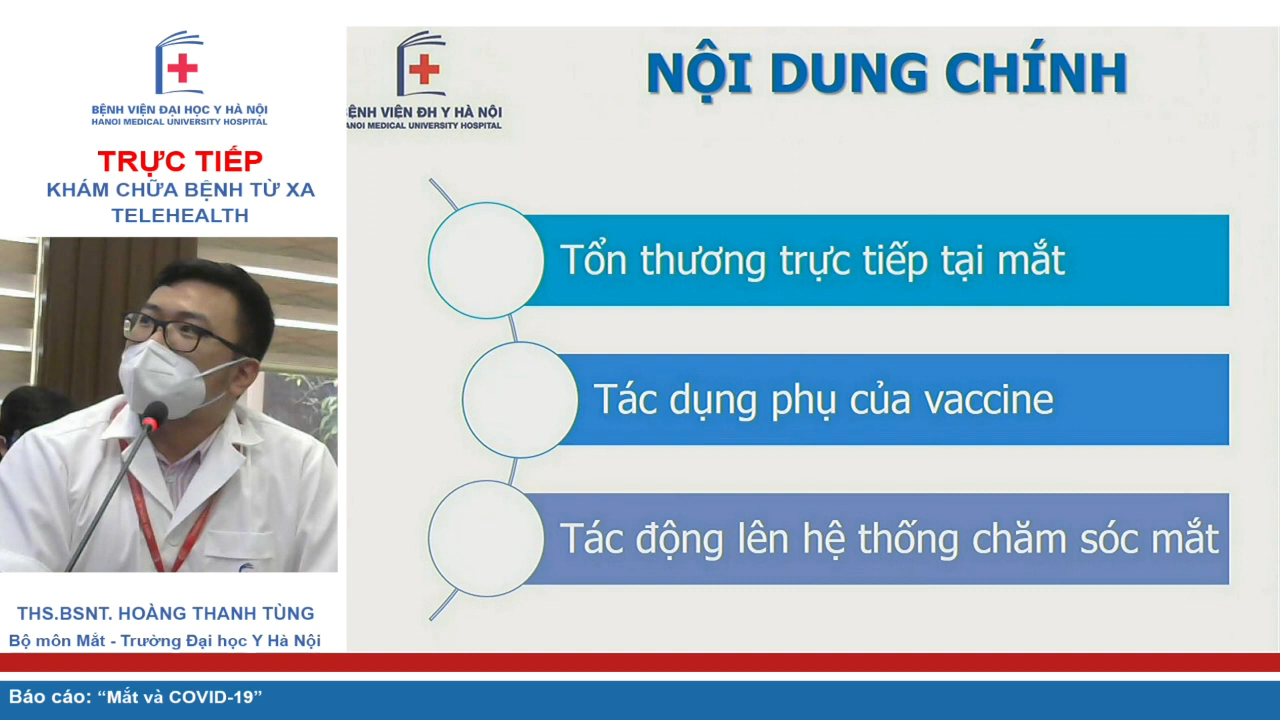 BỆNH VIỆN ĐẠI HỌC Y HÀ NỘI
HANOI MEDICAL UNIVERSITY HOSPITAL
TRỰC TIẾP
KHÁM CHỮA BỆNH TỪ XA
TELEHEALTH
THS.BSNT. HOÀNG THANH TÙNG
Bộ môn Mắt - Trường Đại học Y Hà Nội
BỆNH VIỆN ĐH Y HÀ NỘI
HANOI MEDICAL UNIVERSITY HOSPITAL
NỘI DUNG CHÍNH
Tổn thương trực tiếp tại mắt
Tác dụng phụ của vaccine
Tác động lên hệ thống chăm sóc mắt
Báo cáo: “Mắt và COVID-19”